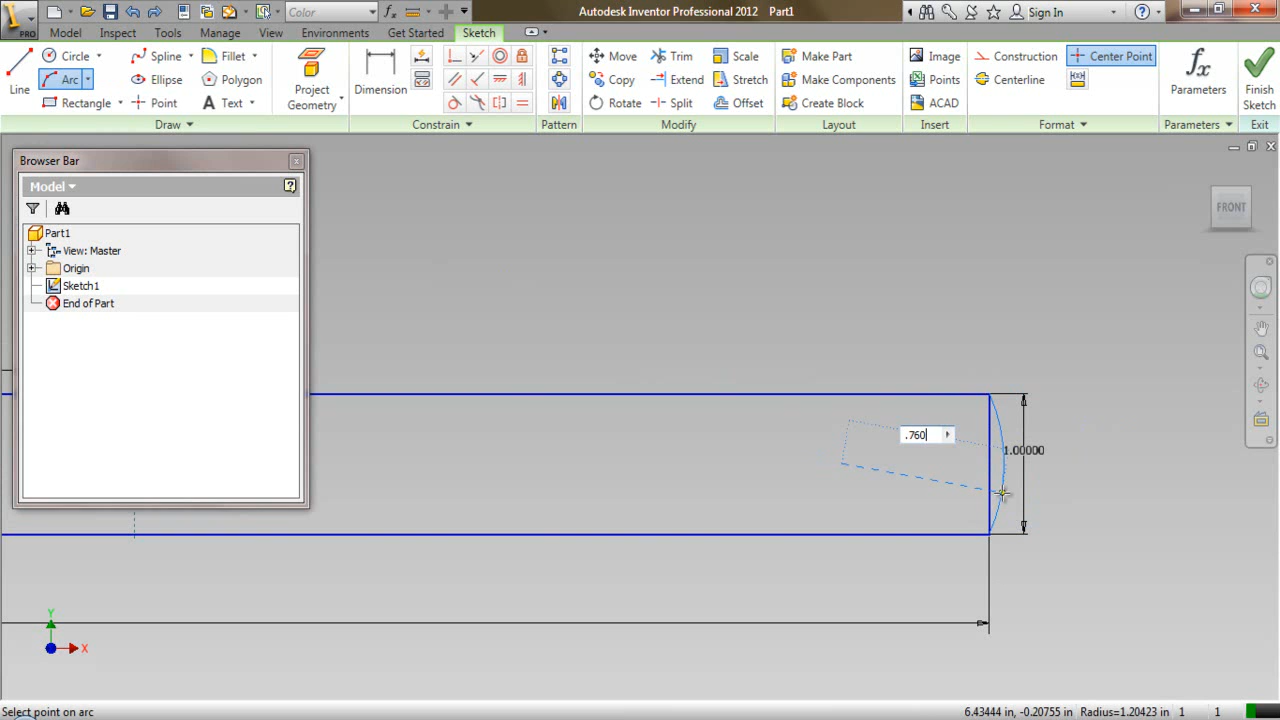 Color
Autodesk Inventor Professional 2012 Part1
Sign In
PRO
Model Inspect Tools Manage View Environments Get Started Sketch
Circle Spline Fillet Move Trim Scale Make Part Image Construction Center Point
Arc Ellipse Polygon Copy Extend Stretch Make Components Points Centerline
Line Dimension Project Geometry Parameters Finish Sketch
Rectangle Point Text Rotate Split Offset Create Block ACAD
Draw Constrain Pattern Modify Layout Insert Format Parameters Exit
Browser Bar
Model
Part1
View: Master
Origin
Sketch1
End of Part
FRONT
.760
1.00000
Y
X
Select point on arc 6.43444 in, -0.20755 in Radius=1.20423 in 1 1